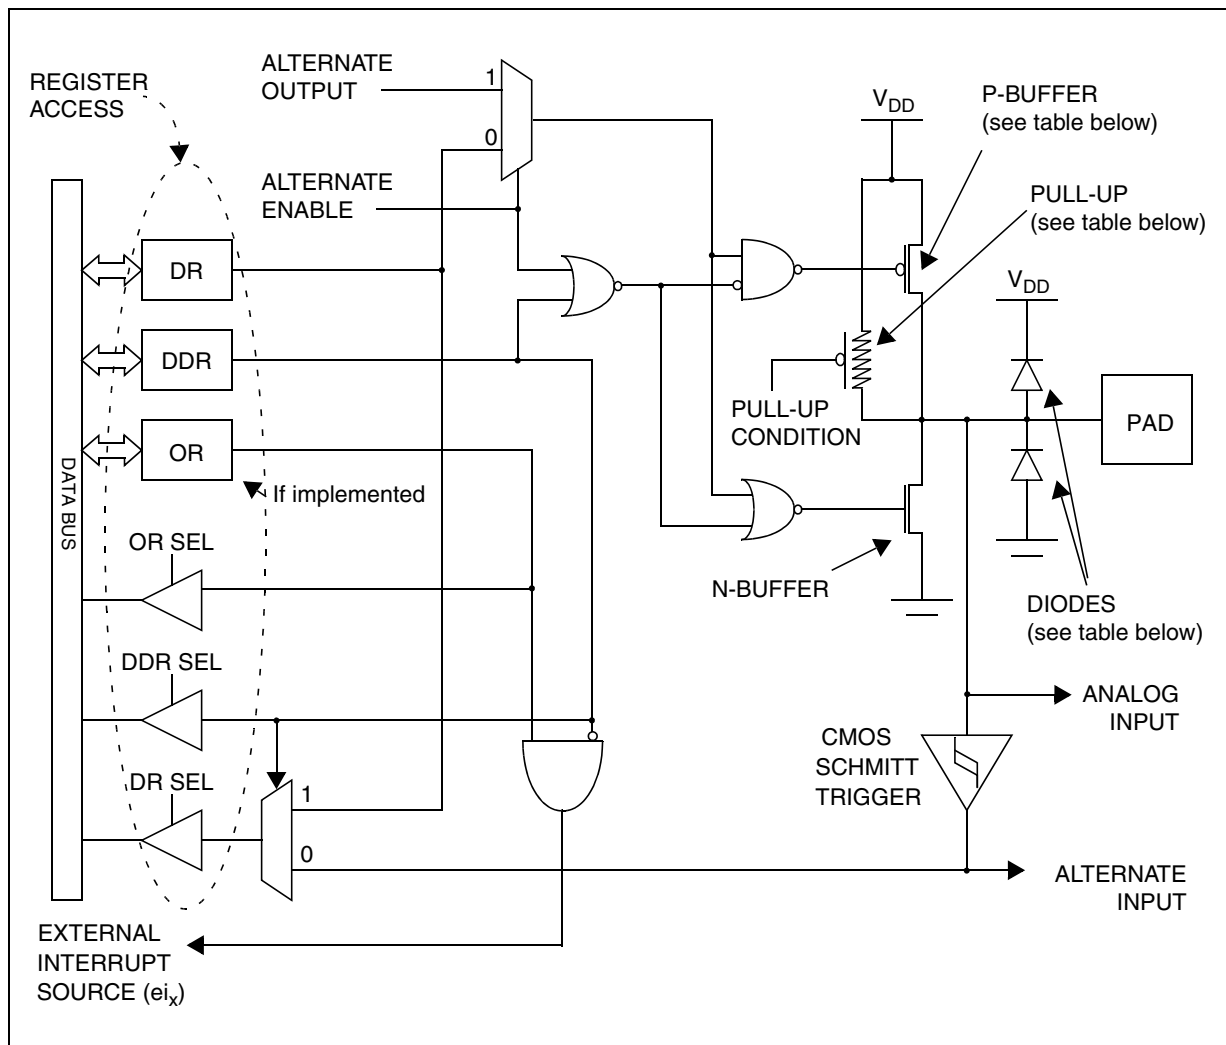 REGISTER
ACCESS
ALTERNATE
OUTPUT
1
0
ALTERNATE
ENABLE
VDD
P-BUFFER
(see table below)
PULL-UP
(see table below)
DR
DDR
OR
If implemented
DATA BUS
PULL-UP
CONDITION
VDD
PAD
N-BUFFER
DIODES
(see table below)
OR SEL
DDR SEL
DR SEL
1
0
ANALOG
INPUT
CMOS
SCHMITT
TRIGGER
ALTERNATE
INPUT
EXTERNAL
INTERRUPT
SOURCE (eix)